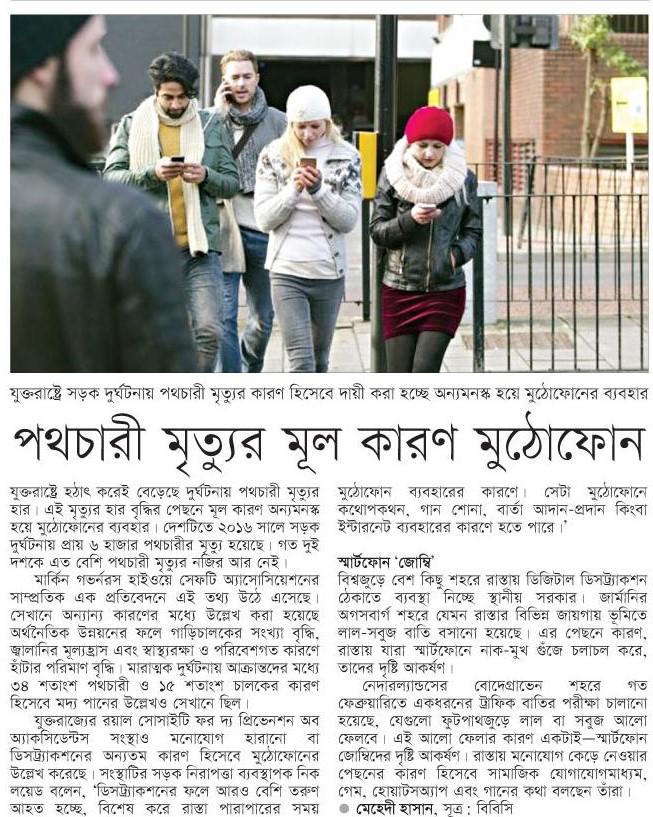 যুক্তরাষ্ট্রে সড়ক দুর্ঘটনায় পথচারী মৃত্যুর কারণ হিসেবে দায়ী করা হচ্ছে অন্যমনস্ক হয়ে মুঠোফোনের ব্যবহার
পথচারী মৃত্যুর মূল কারণ মুঠোফোন
যুক্তরাষ্ট্রে হঠাৎ করেই বেড়েছে দুর্ঘটনায় পথচারী মৃত্যুর
হার। এই মৃত্যুর হার বৃদ্ধির পেছনে মূল কারণ অন্যমনস্ক
হয়ে মুঠোফোনের ব্যবহার। দেশটিতে ২০১৬ সালে সড়ক
দুর্ঘটনায় প্রায় ৬ হাজার পথচারীর মৃত্যু হয়েছে। গত দুই
দশকে এত বেশি পথচারী মৃত্যুর নজির আর নেই।
মার্কিন গভর্নরস হাইওয়ে সেফটি অ্যাসোসিয়েশনের
সাম্প্রতিক এক প্রতিবেদনে এই তথ্য উঠে এসেছে।
সেখানে অন্যান্য কারণের মধ্যে উল্লেখ করা হয়েছে
অর্থনৈতিক উন্নয়নের ফলে গাড়িচালকের সংখ্যা বৃদ্ধি,
জ্বালানির মূল্যহ্রাস এবং স্বাস্থ্যরক্ষা ও পরিবেশগত কারণে
হাঁটার পরিমাণ বৃদ্ধি। মারাত্মক দুর্ঘটনায় আক্রান্তদের মধ্যে
৩৪ শতাংশ পথচারী ও ১৫ শতাংশ চালকের কারণ
হিসেবে মদ্য পানের উল্লেখও সেখানে ছিল।
যুক্তরাজ্যের রয়াল সোসাইটি ফর দ্য প্রিভেনশন অব
অ্যাকসিডেন্টস সংস্থাও মনোযোগ হারানো বা
ডিসট্র্যাকশনের অন্যতম কারণ হিসেবে মুঠোফোনের
উল্লেখ করেছে। সংস্থাটির সড়ক নিরাপত্তা ব্যবস্থাপক নিক
লয়েড বলেন, ‘ডিসট্র্যাকশনের ফলে আরও বেশি তরুণ
আহত হচ্ছে, বিশেষ করে রাস্তা পারাপারের সময়
মুঠোফোন ব্যবহারের কারণে। সেটা মুঠোফোনে
কথোপকথন, গান শোনা, বার্তা আদান-প্রদান কিংবা
ইন্টারনেট ব্যবহারের কারণে হতে পারে।’
স্মার্টফোন ‘জোম্বি’
বিশ্বজুড়ে বেশ কিছু শহরে রাস্তায় ডিজিটাল ডিসট্র্যাকশন
ঠেকাতে ব্যবস্থা নিচ্ছে স্থানীয় সরকার। জার্মানির
অগসবার্গ শহরে যেমন রাস্তার বিভিন্ন জায়গায় ভূমিতে
লাল-সবুজ বাতি বসানো হয়েছে। এর পেছনে কারণ,
রাস্তায় যারা স্মার্টফোনে নাক-মুখ গুঁজে চলাচল করে,
তাদের দৃষ্টি আকর্ষণ।
নেদারল্যান্ডসের বোদেগ্রাভেন শহরে গত
ফেব্রুয়ারিতে একধরনের ট্রাফিক বাতির পরীক্ষা চালানো
হয়েছে, যেগুলো ফুটপাথজুড়ে লাল বা সবুজ আলো
ফেলবে। এই আলো ফেলার কারণ একটাই—স্মার্টফোন
জোম্বিদের দৃষ্টি আকর্ষণ। রাস্তায় মনোযোগ কেড়ে নেওয়ার
পেছনের কারণ হিসেবে সামাজিক যোগাযোগমাধ্যম,
গেম, হোয়াটসঅ্যাপ এবং গানের কথা বলছেন তাঁরা।
● মেহেদী হাসান, সূত্র : বিবিসি